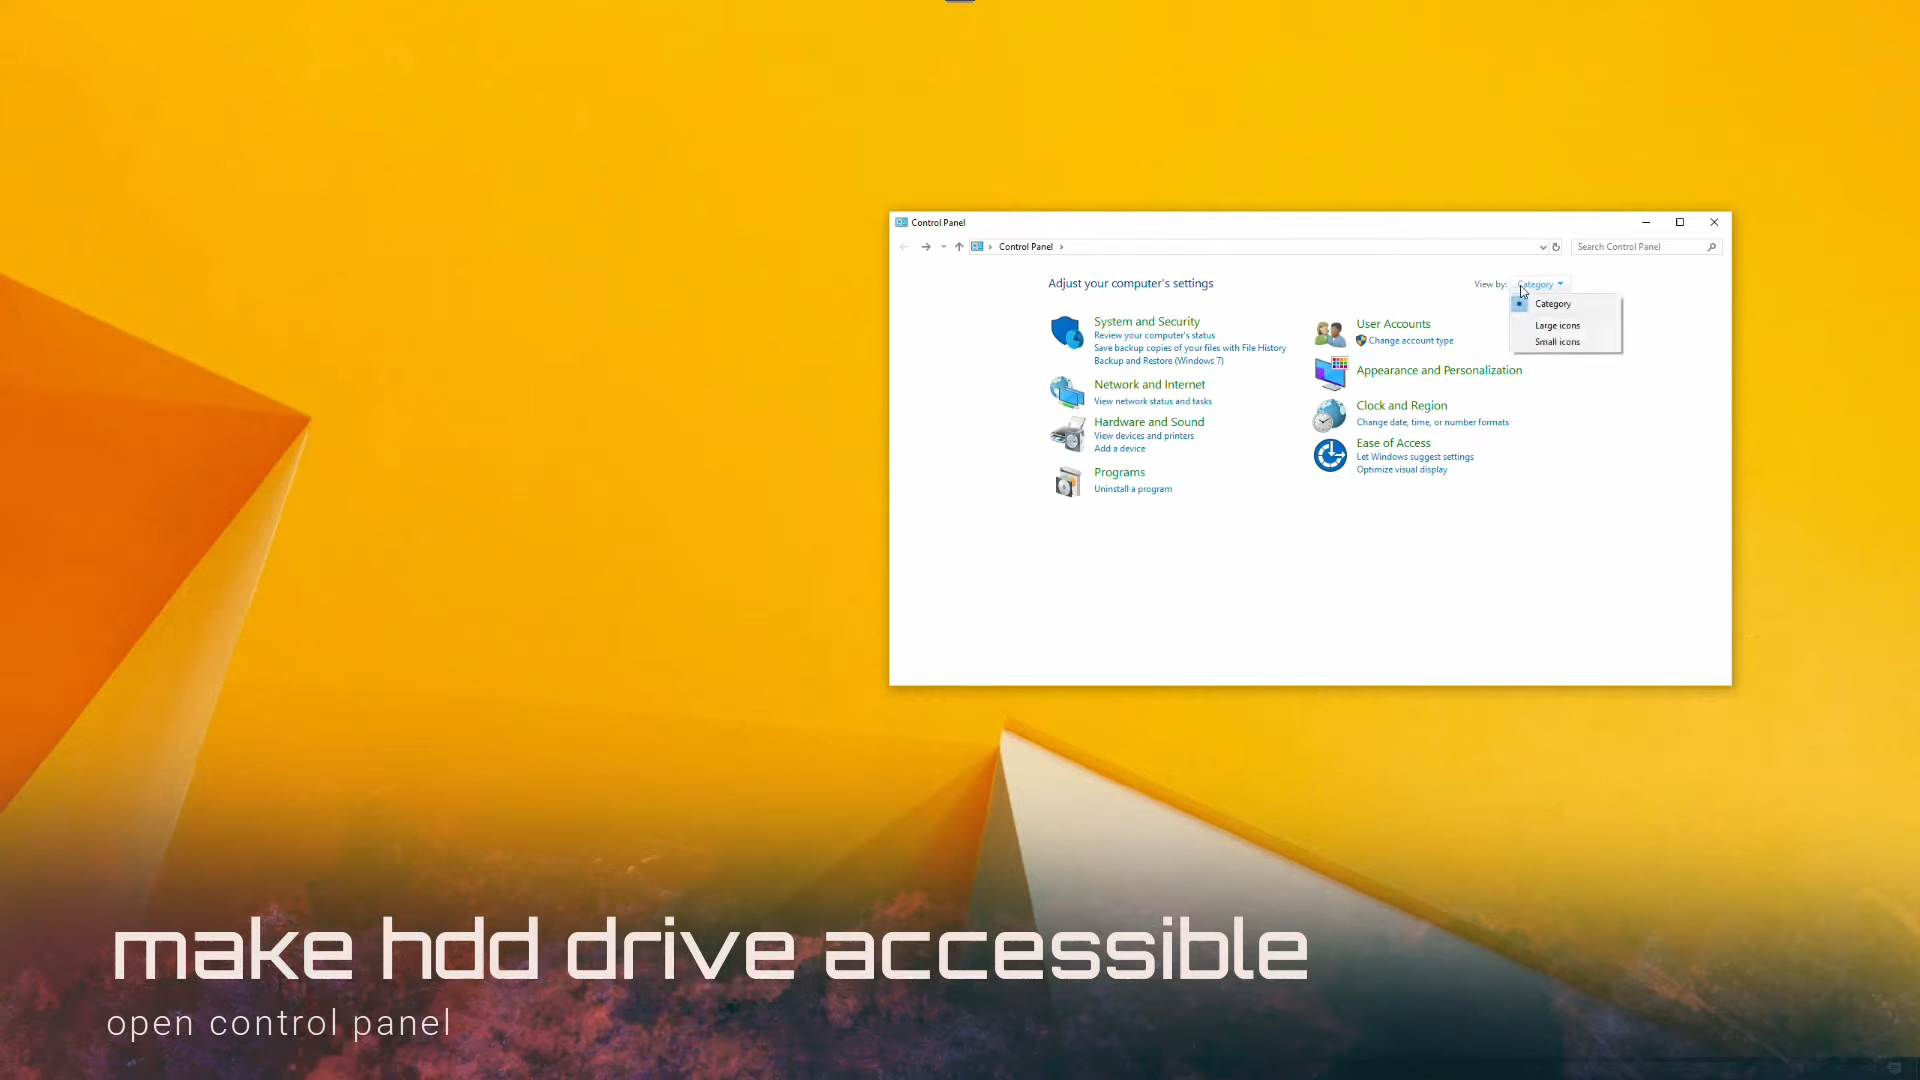 Control Panel
Control Panel
Search Control Panel
Adjust your computer's settings
View by:
Category
Category
Large icons
Small icons
System and Security
Review your computer's status
Save backup copies of your files with File History
Backup and Restore (Windows 7)
Network and Internet
View network status and tasks
Hardware and Sound
View devices and printers
Add a device
Programs
Uninstall a program
User Accounts
Change account type
Appearance and Personalization
Clock and Region
Change date, time, or number formats
Ease of Access
Let Windows suggest settings
Optimize visual display
make hdd drive accessible
open control panel